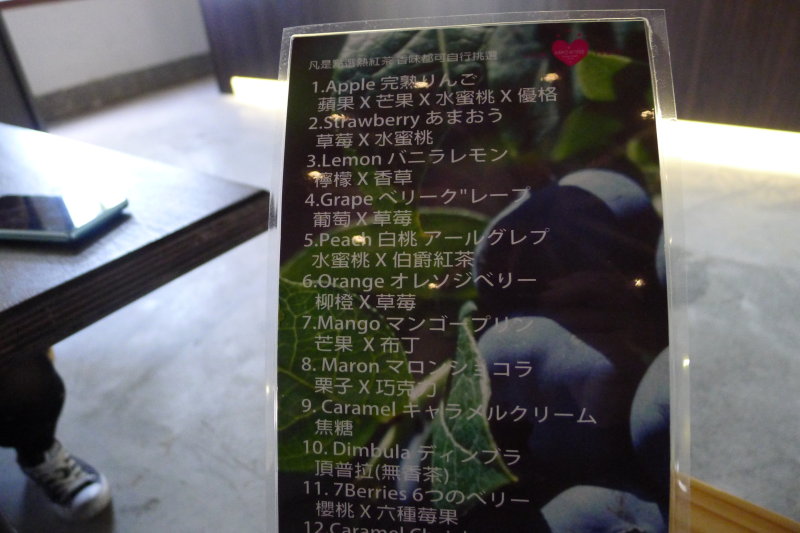 凡是點選熱紅茶 香味都可自行挑選
1.Apple 完熟りんご
蘋果 X 芒果 X 水蜜桃 X 優格
2.Strawberry あまおう
草莓 X 水蜜桃
3.Lemon バニラレモン
檸檬 X 香草
4.Grape ベリーク"レープ
葡萄 X 草莓
5.Peach 白桃 アールグレプ
水蜜桃 X 伯爵紅茶
6.Orange オレソジベリー
柳橙 X 草莓
7.Mango マンゴープリン
芒果 X 布丁
8. Maron マロンショコラ
栗子 X 巧克力
9. Caramel キャラメルクリーム
焦糖
10. Dimbula ディンブラ
頂普拉(無香茶)
11. 7Berries 6つのベリー
櫻桃 X 六種莓果
12.Caramel